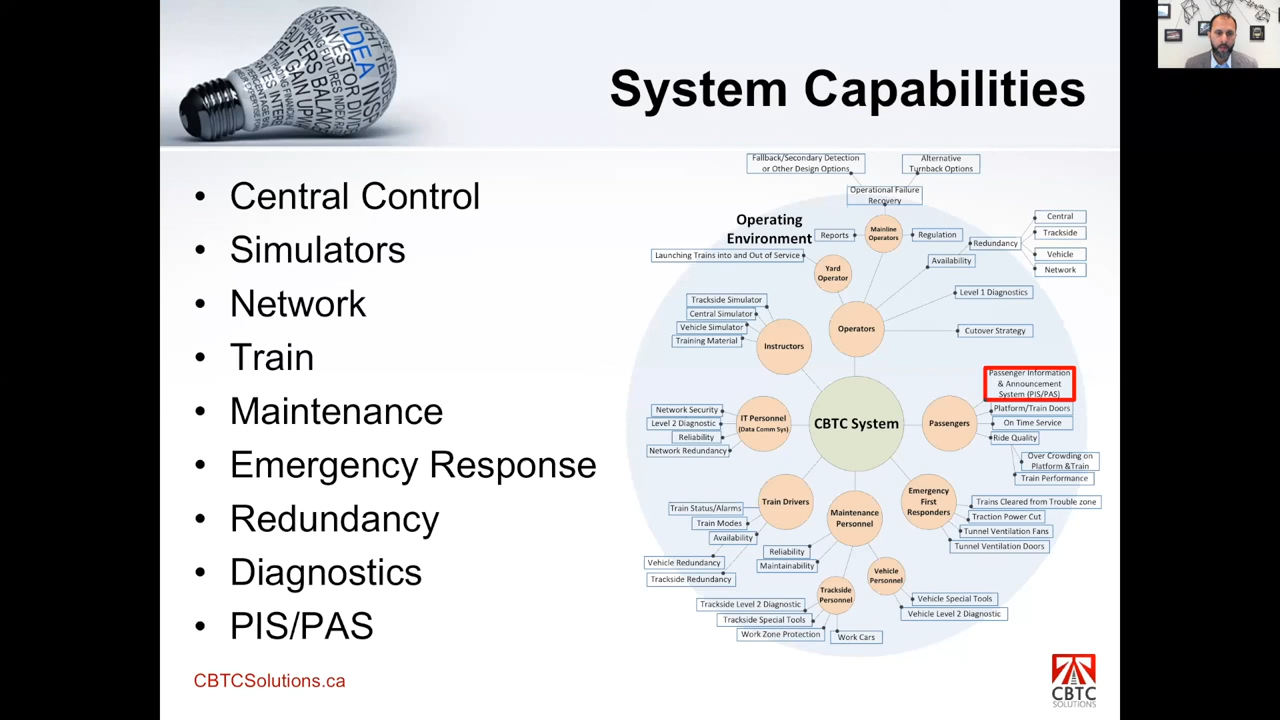 System Capabilities
• Central Control
• Simulators
• Network
• Train
• Maintenance
• Emergency Response
• Redundancy
• Diagnostics
• PIS/PAS
CBTCSolutions.ca
Fallback/Secondary Detection
or Other Design Options
Alternative
Turnback Options
Operational Failure
Recovery
Operating
Environment
Reports
Mainline
Operators
Regulation
Redundancy
Central
Trackside
Vehicle
Network
Availability
Launching Trains into and Out of Service
Yard
Operator
Level 1 Diagnostics
Operators
Cutover Strategy
Trackside Simulator
Central Simulator
Vehicle Simulator
Training Material
Instructors
Passenger Information
& Announcement
System (PIS/PAS)
Platform/Train Doors
On Time Service
Ride Quality
Over Crowding on
Platform &Train
Train Performance
Passengers
CBTC System
Network Security
Level 2 Diagnostic
Reliability
Network Redundancy
IT Personnel
(Data Comm Sys)
Emergency
First
Responders
Trains Cleared from Trouble zone
Traction Power Cut
Tunnel Ventilation Fans
Tunnel Ventilation Doors
Train Drivers
Train Status/Alarms
Train Modes
Availability
Vehicle Redundancy
Trackside Redundancy
Maintenance
Personnel
Reliability
Maintainability
Vehicle
Personnel
Vehicle Special Tools
Vehicle Level 2 Diagnostic
Trackside
Personnel
Trackside Level 2 Diagnostic
Trackside Special Tools
Work Zone Protection
Work Cars
CBTC
SOLUTIONS
IDEA